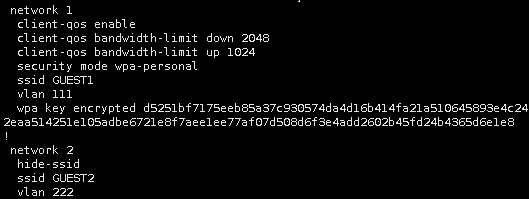 network 1
client-qos enable
client-qos bandwidth-limit down 2048
client-qos bandwidth-limit up 1024
security mode wpa-personal
ssid GUEST1
vlan 111
wpa key encrypted d5251bf7175eeb85a37c930574da4d16b414fa21a510645893e4c24
2eaa514251e105adbe6721e8f7aee1ee77af07d508d6f3e4add2602b45fd24b4365d6e1e8
!
network 2
hide-ssid
ssid GUEST2
vlan 222